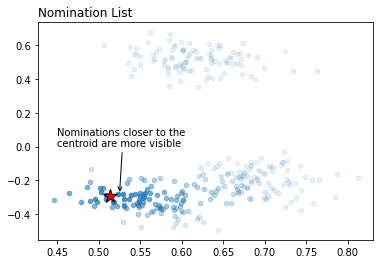 Nomination List
0.6
0.4
0.2
0.0
−0.2
−0.4
Nominations closer to the
centroid are more visible
0.45 0.50 0.55 0.60 0.65 0.70 0.75 0.80